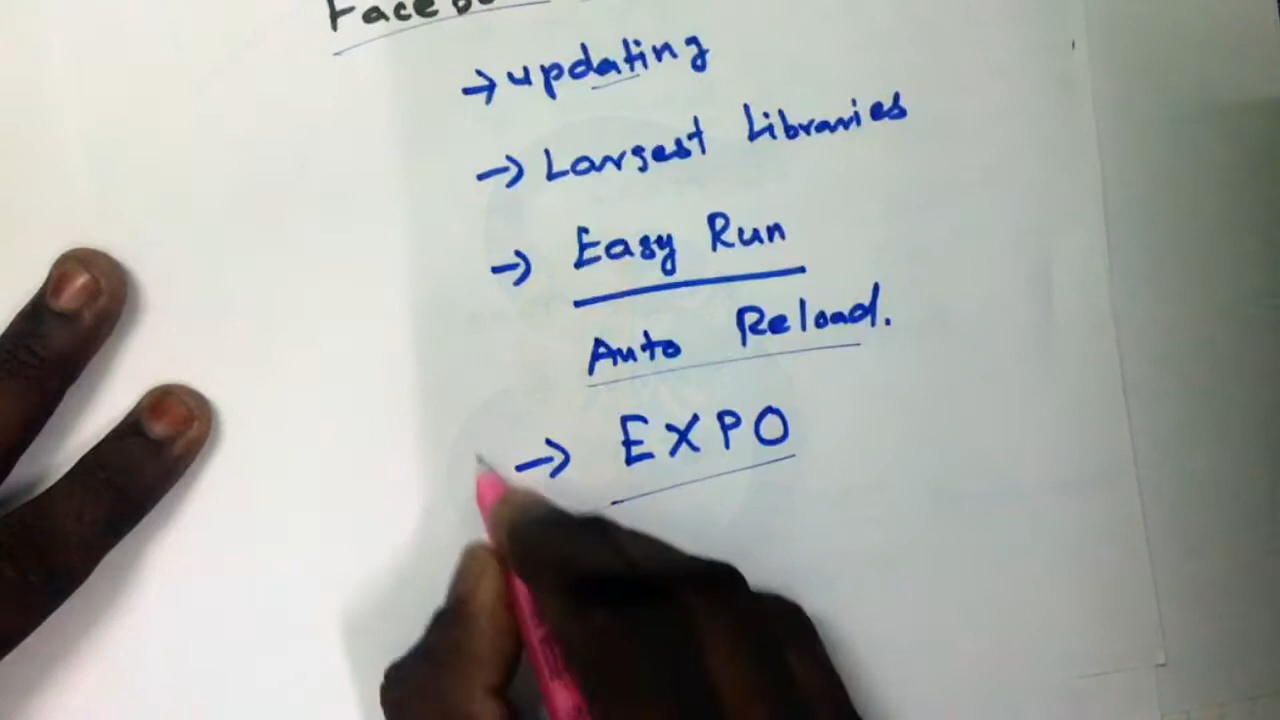 → updating
→ Largest Libraries
→ Easy Run
Auto Reload.
→ EXPO